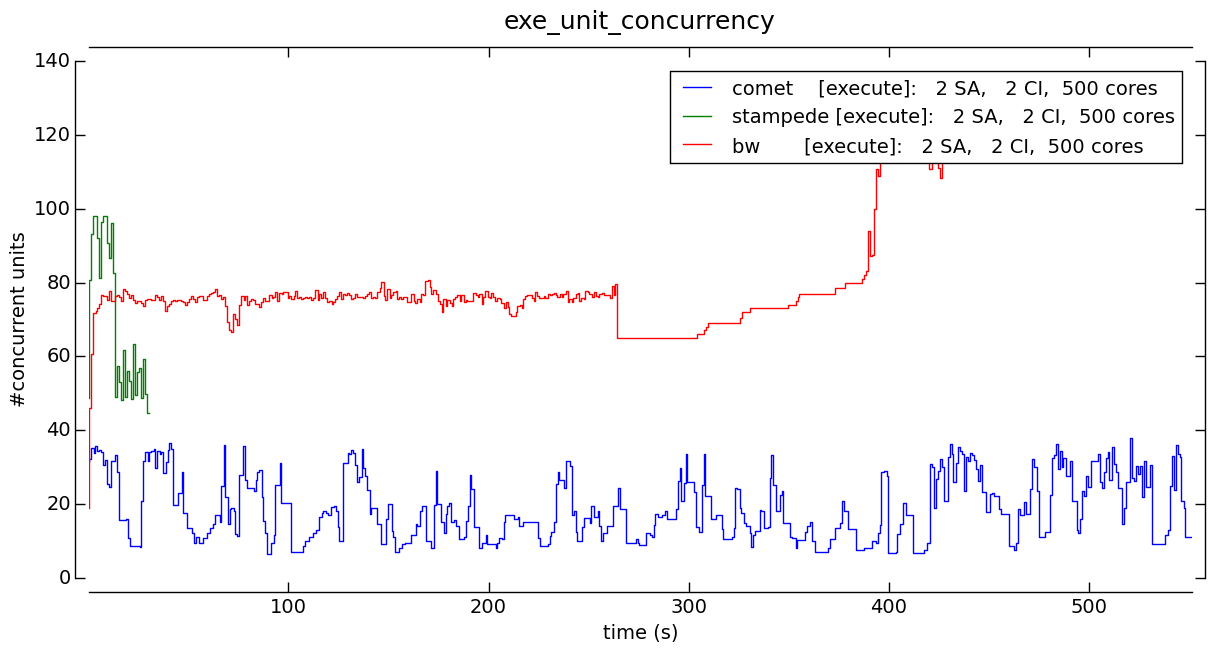 exe_unit_concurrency
140
120
100
80
60
40
20
0
#concurrent units
comet    [execute]:   2 SA,   2 CI,  500 cores
stampede [execute]:   2 SA,   2 CI,  500 cores
bw       [execute]:   2 SA,   2 CI,  500 cores
100 200 300 400 500
time (s)